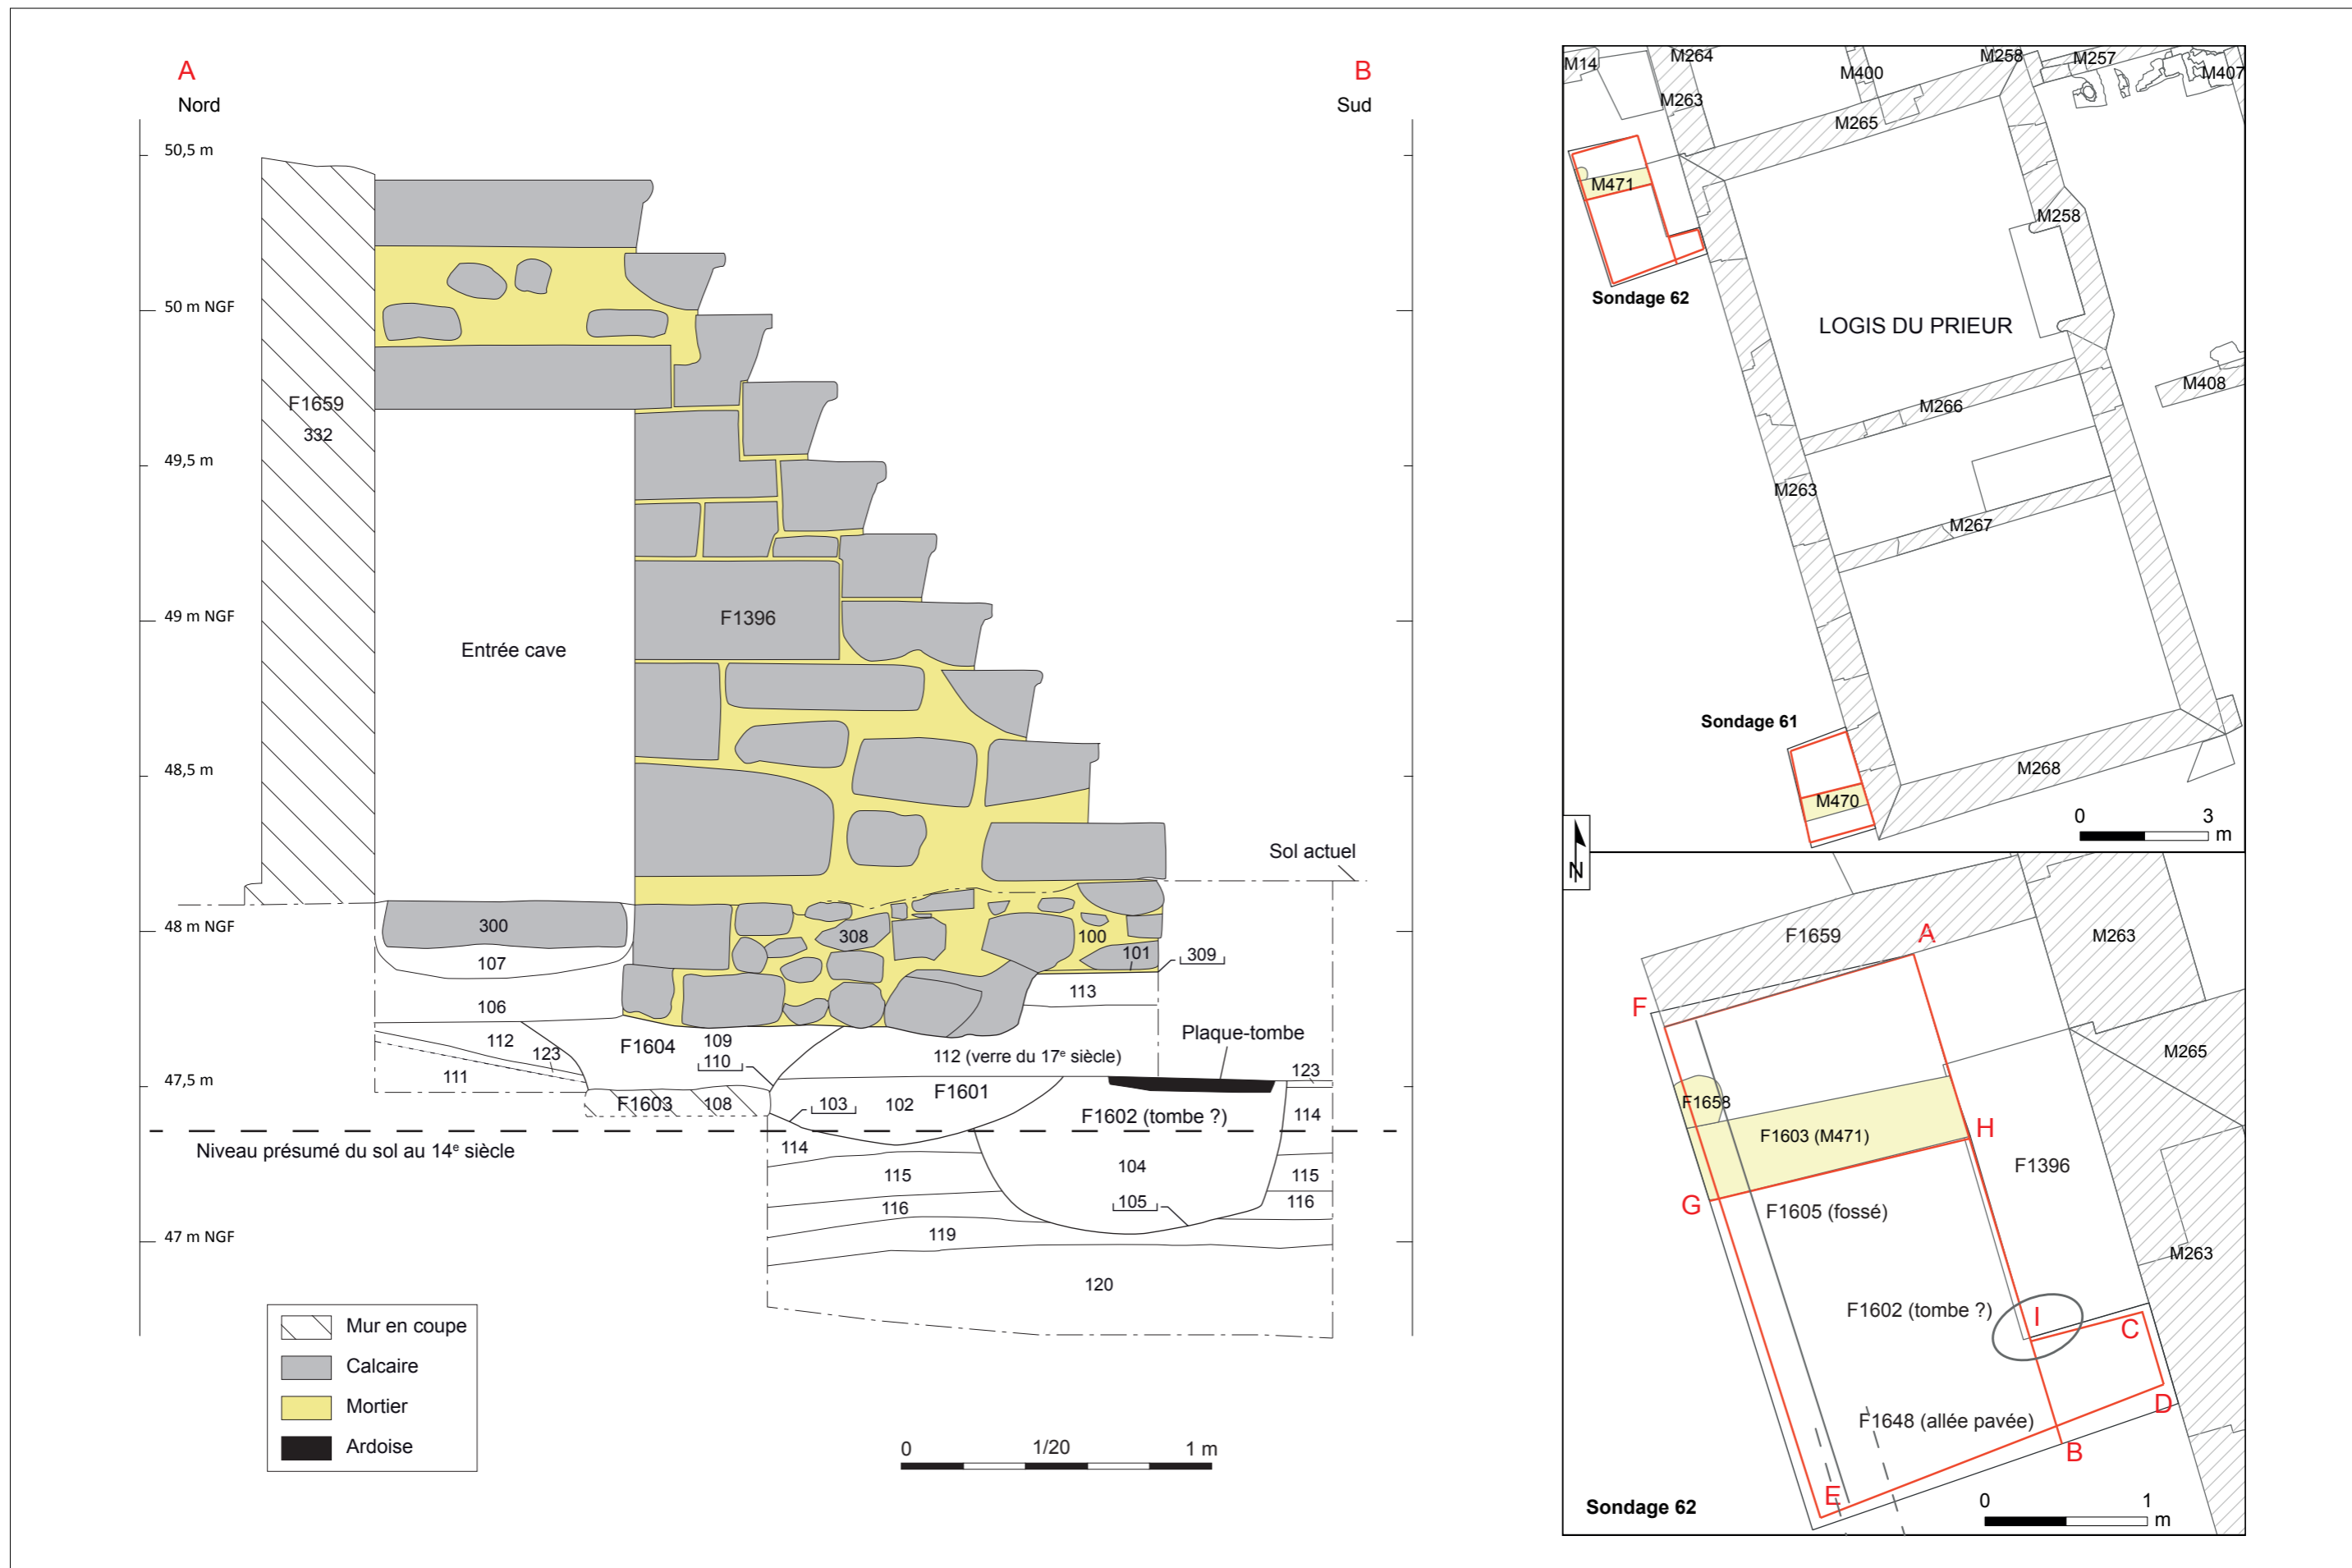 A
Nord
B
Sud
50,5 m
50 m NGF
49,5 m
49 m NGF
48,5 m
48 m NGF
47,5 m
47 m NGF
F1659
332
Entrée cave
F1396
Sol actuel
300
107
106
308
100
101
309
113
Plaque-tombe
112
123
111
F1604
109
110
112 (verre du 17e siècle)
123
F1603
108
103
102
F1601
F1602 (tombe ?)
114
Niveau présumé du sol au 14e siècle
114
115
104
115
116
105
116
119
120
Mur en coupe
Calcaire
Mortier
Ardoise
0 1/20 1 m
M14
M264
M263
M400
M258
M257
M407
M265
M471
M258
Sondage 62
LOGIS DU PRIEUR
M408
M266
M263
M267
Sondage 61
M470
M268
0 3
m
N
F1659
A
M263
F
M265
F1658
F1603 (M471)
H
F1396
G
F1605 (fossé)
M263
F1602 (tombe ?)
I
C
D
F1648 (allée pavée)
B
E
Sondage 62
0 1
m